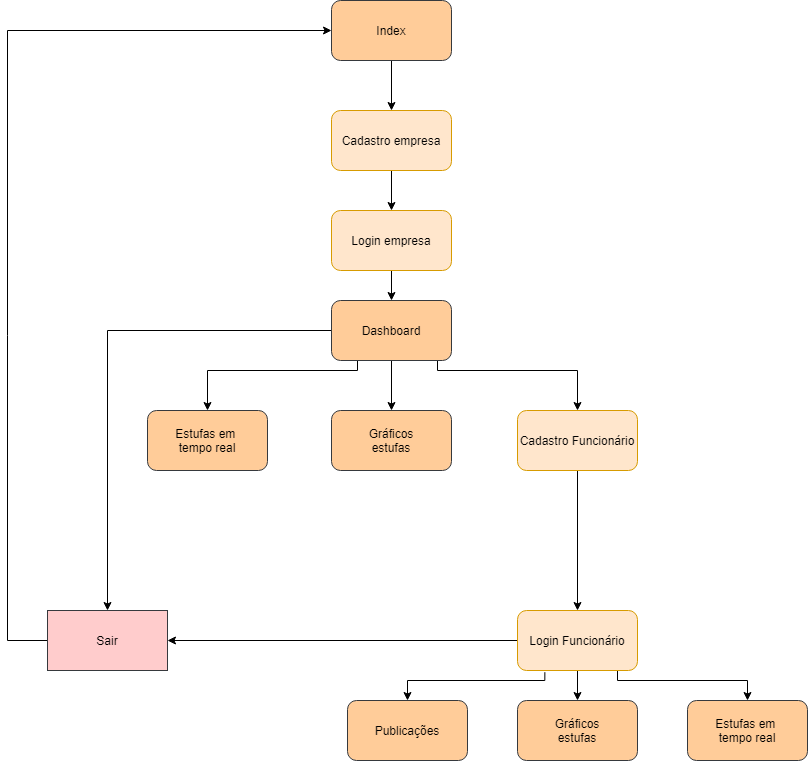 Index
Cadastro empresa
Login empresa
Dashboard
Estufas em
tempo real
Gráficos
estufas
Cadastro Funcionário
Sair
Login Funcionário
Publicações
Gráficos
estufas
Estufas em
tempo real